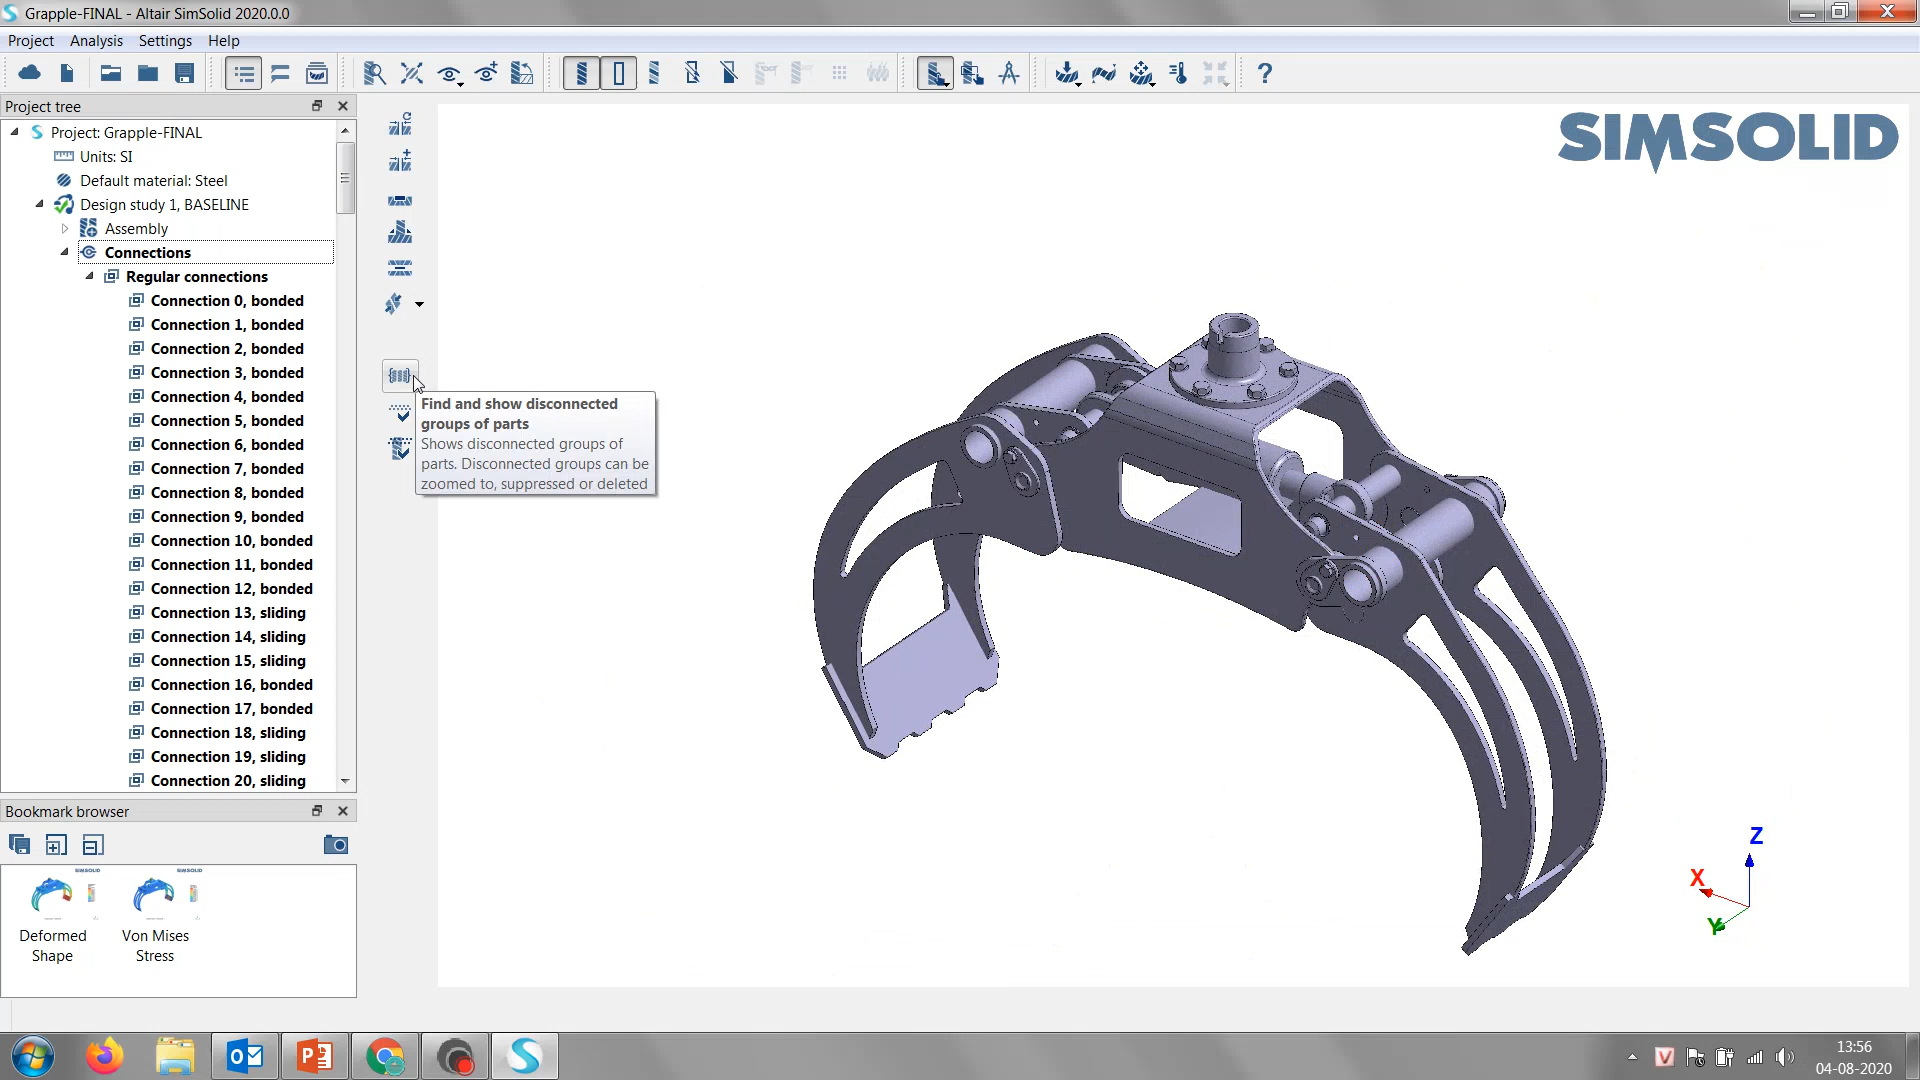 Grapple-FINAL - Altair SimSolid 2020.0.0
Project Analysis Settings Help
Project tree
Project: Grapple-FINAL
Units: SI
Default material: Steel
Design study 1, BASELINE
Assembly
Connections
Regular connections
Connection 0, bonded
Connection 1, bonded
Connection 2, bonded
Connection 3, bonded
Connection 4, bonded
Connection 5, bonded
Connection 6, bonded
Connection 7, bonded
Connection 8, bonded
Connection 9, bonded
Connection 10, bonded
Connection 11, bonded
Connection 12, bonded
Connection 13, sliding
Connection 14, sliding
Connection 15, sliding
Connection 16, bonded
Connection 17, bonded
Connection 18, sliding
Connection 19, sliding
Connection 20, sliding
Find and show disconnected
groups of parts
Shows disconnected groups of
parts. Disconnected groups can be
zoomed to, suppressed or deleted
SIMSOLID
Z
X
Y
Bookmark browser
Deformed
Shape
Von Mises
Stress
13:56
04-08-2020